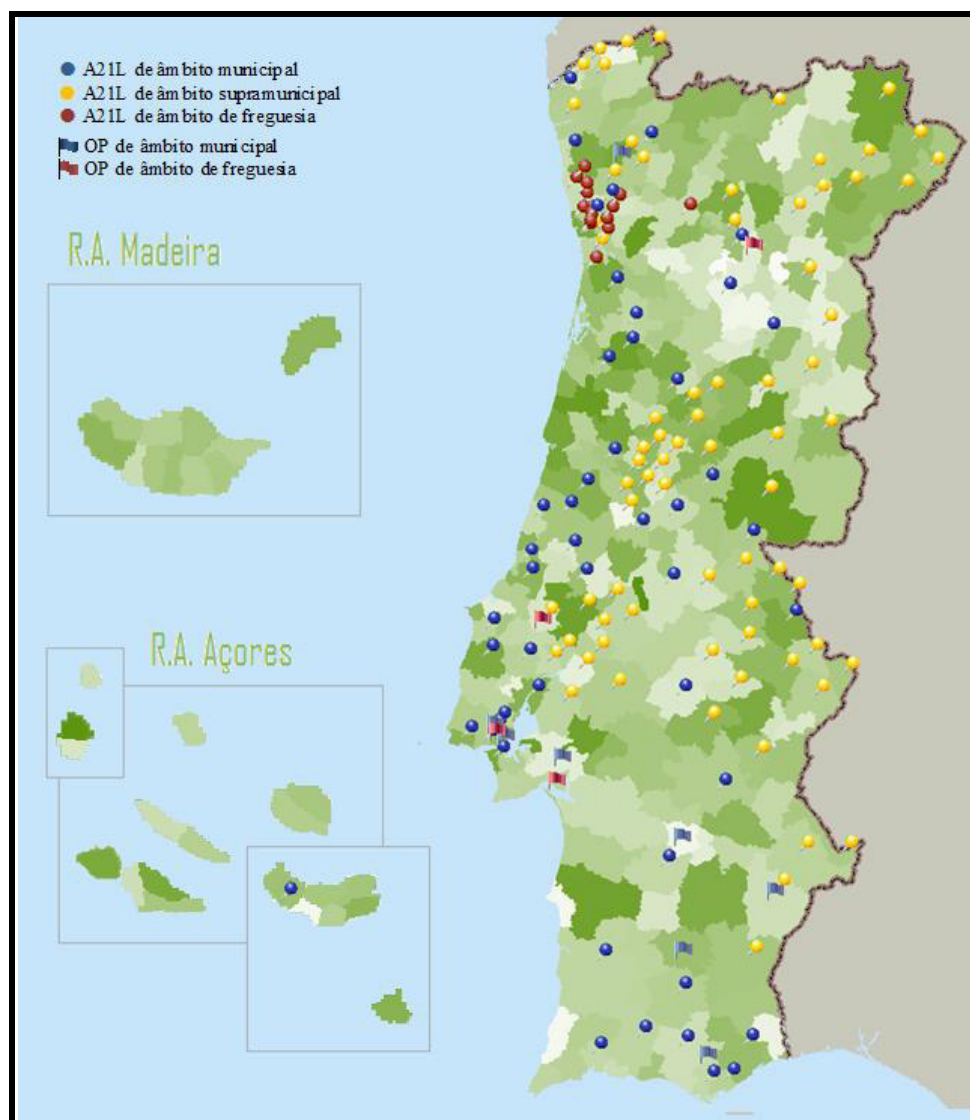 A21L de âmbito municipal
A21L de âmbito supramunicipal
A21L de âmbito de freguesia
OP de âmbito municipal
OP de âmbito de freguesia
R.A. Madeira
R.A. Açores